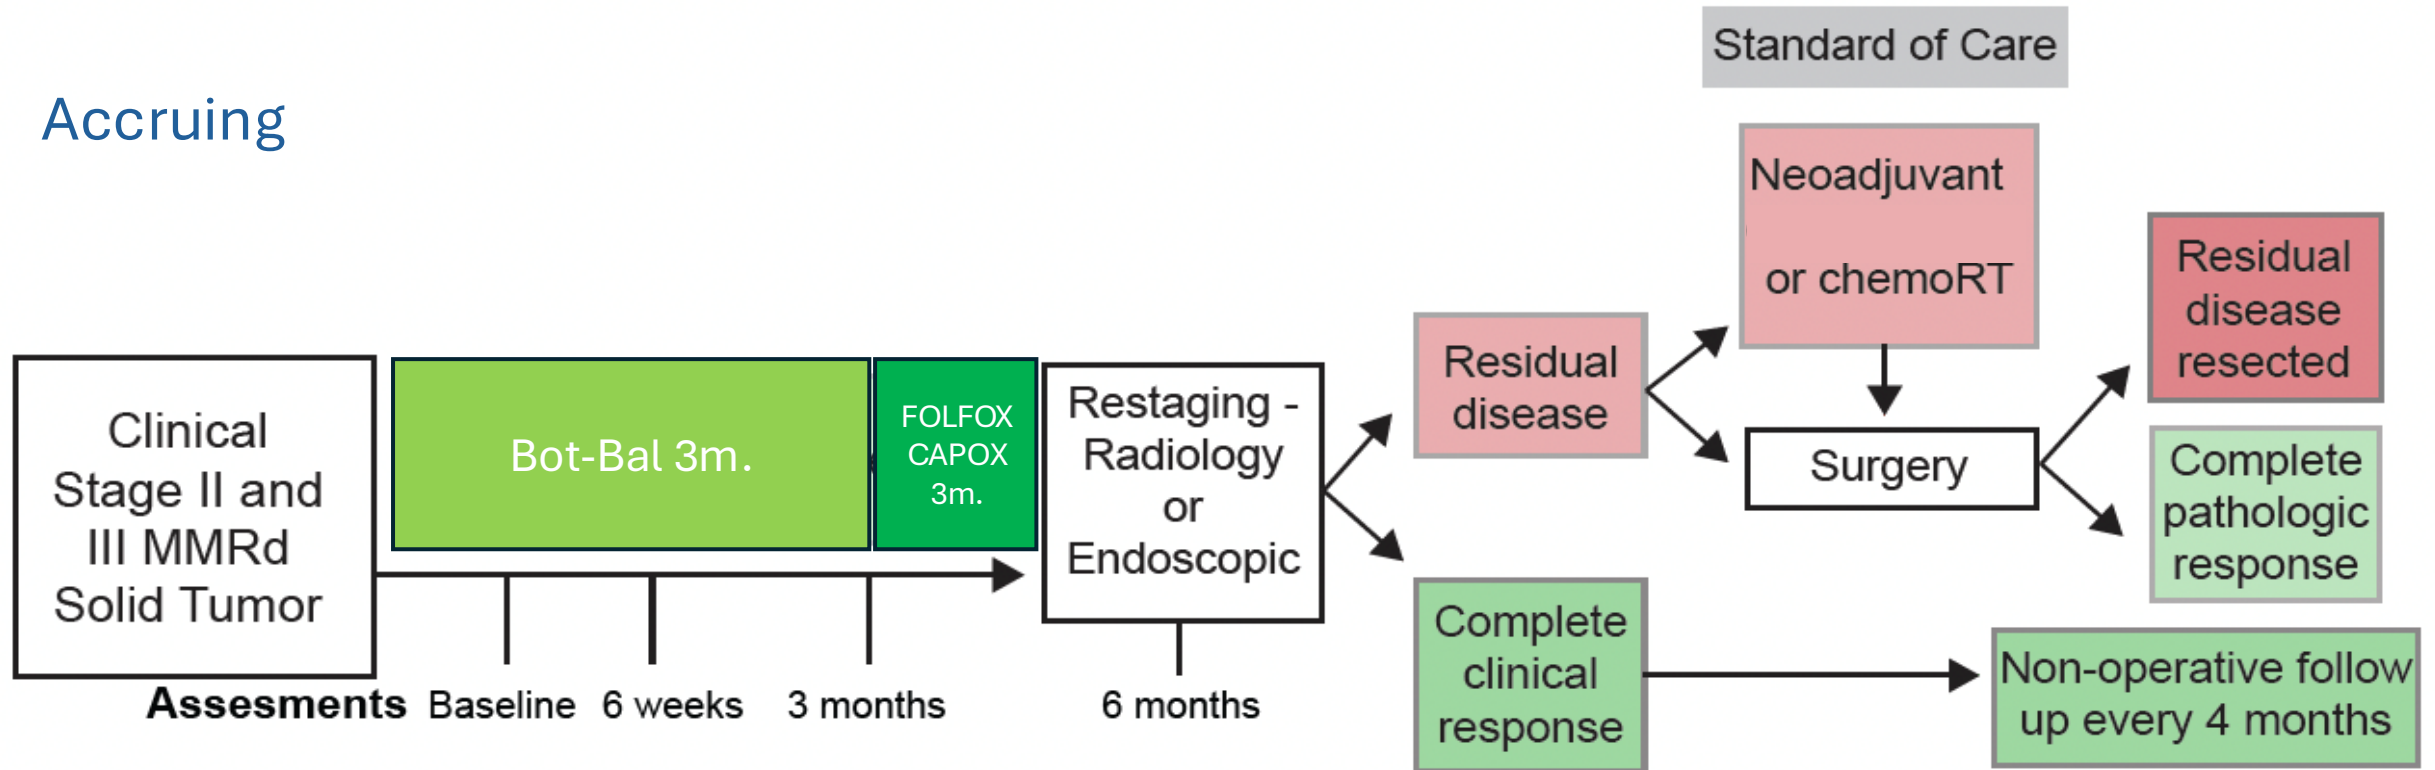 Accruing
Clinical
Stage II and
III MMRd
Solid Tumor
Bot-Bal 3m.
FOLFOX
CAPOX
3m.
Assesments
Baseline
6 weeks
3 months
Restaging -
Radiology
or
Endoscopic
6 months
Residual
disease
Complete
clinical
response
Standard of Care
Neoadjuvant
or chemoRT
Surgery
Residual
disease
resected
Complete
pathologic
response
Non-operative follow
up every 4 months